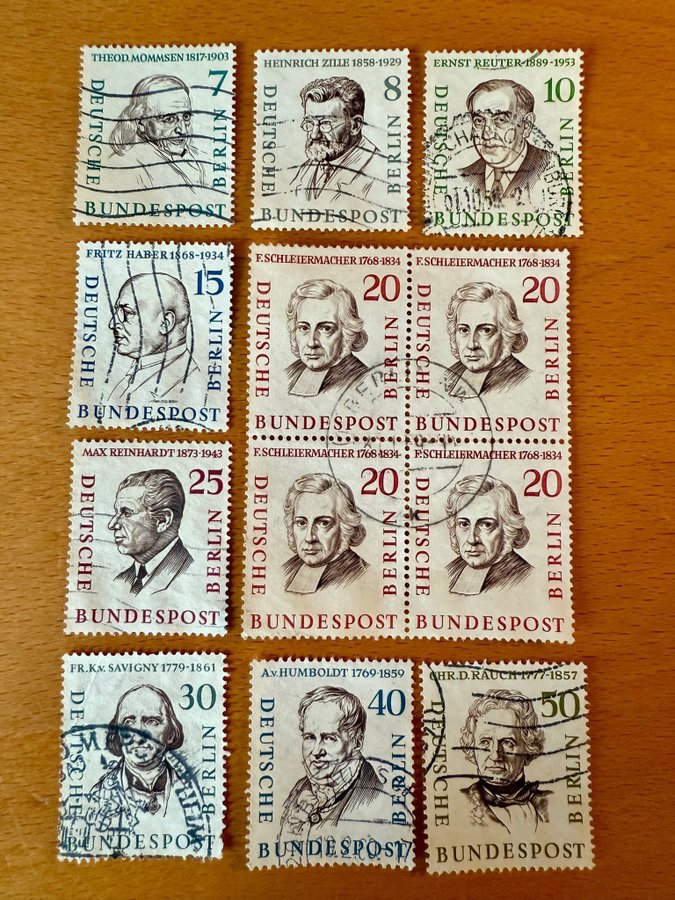 THEOD. MOMMSEN 1817-1903
7
DEUTSCHE
BERLIN
BUNDESPOST
HEINRICH ZILLE 1858-1929
8
DEUTSCHE
BERLIN
BUNDESPOST
ERNST REUTER 1889-1953
10
DEUTSCHE
BERLIN
BUNDESPOST
FRITZ HABER 1868-1934
15
DEUTSCHE
BERLIN
BUNDESPOST
F. SCHLEIERMACHER 1768-1834
20
DEUTSCHE
BERLIN
BUNDESPOST
F. SCHLEIERMACHER 1768-1834
20
DEUTSCHE
BERLIN
BUNDESPOST
MAX REINHARDT 1873-1943
25
DEUTSCHE
BERLIN
BUNDESPOST
F. SCHLEIERMACHER 1768-1834
20
DEUTSCHE
BERLIN
BUNDESPOST
F. SCHLEIERMACHER 1768-1834
20
DEUTSCHE
BERLIN
BUNDESPOST
FR. K. v. SAVIGNY 1779-1861
30
DEUTSCHE
BERLIN
BUNDESPOST
A. v. HUMBOLDT 1769-1859
40
DEUTSCHE
BERLIN
BUNDESPOST
CHR. D. RAUCH 1777-1857
50
DEUTSCHE
BERLIN
BUNDESPOST